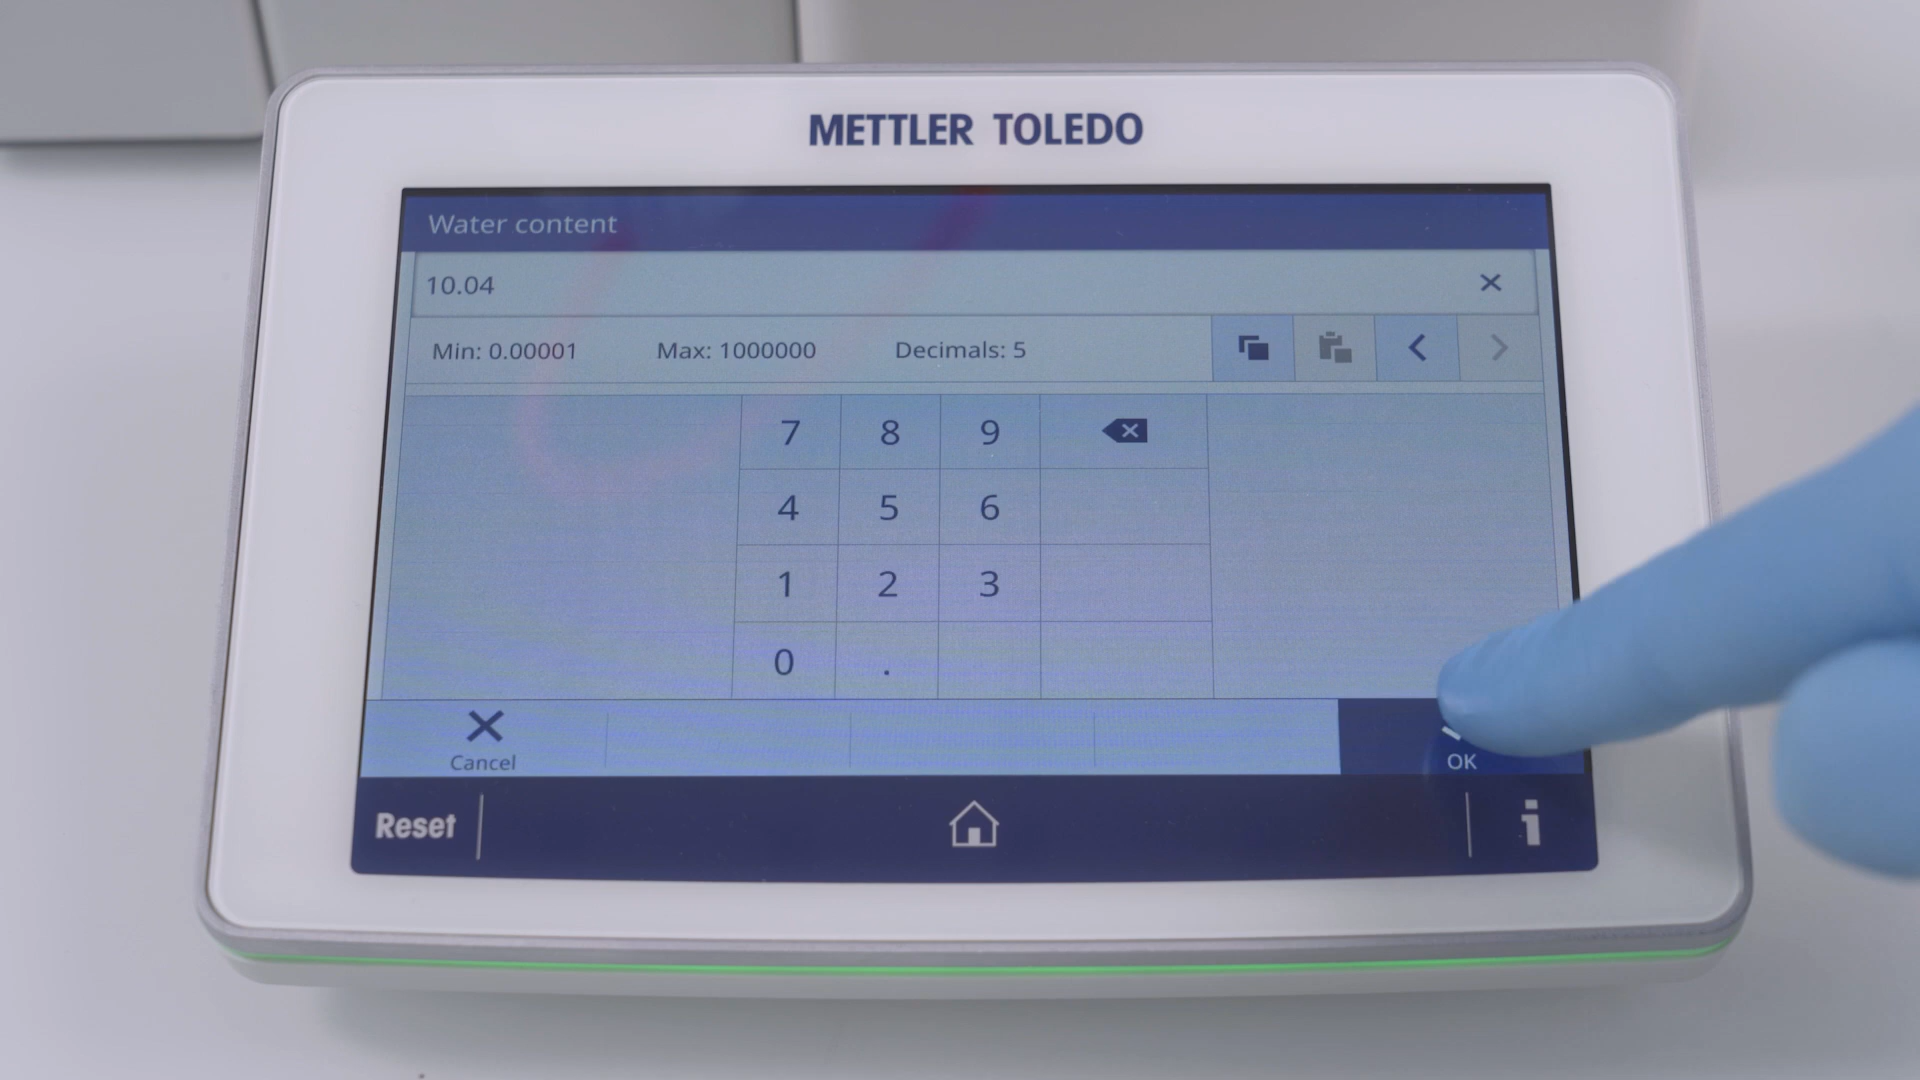 METTLER TOLEDO
Water content
10.04
Min: 0.00001 Max: 1000000 Decimals: 5
7 8 9
4 5 6
1 2 3
0 .
Cancel OK
Reset i